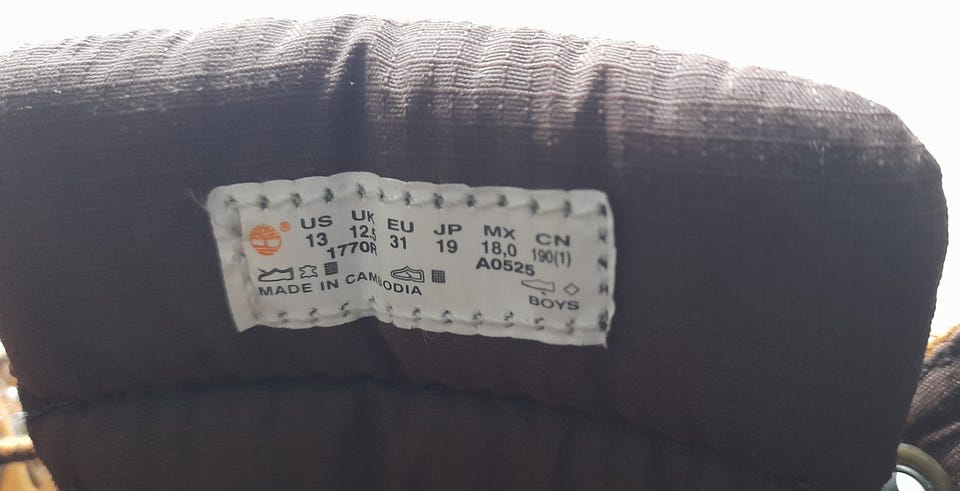 ®
US UK EU JP MX CN
13 12.5 31 19 18,0 190(1)
1770R A0525
MADE IN CAMBODIA
BOYS